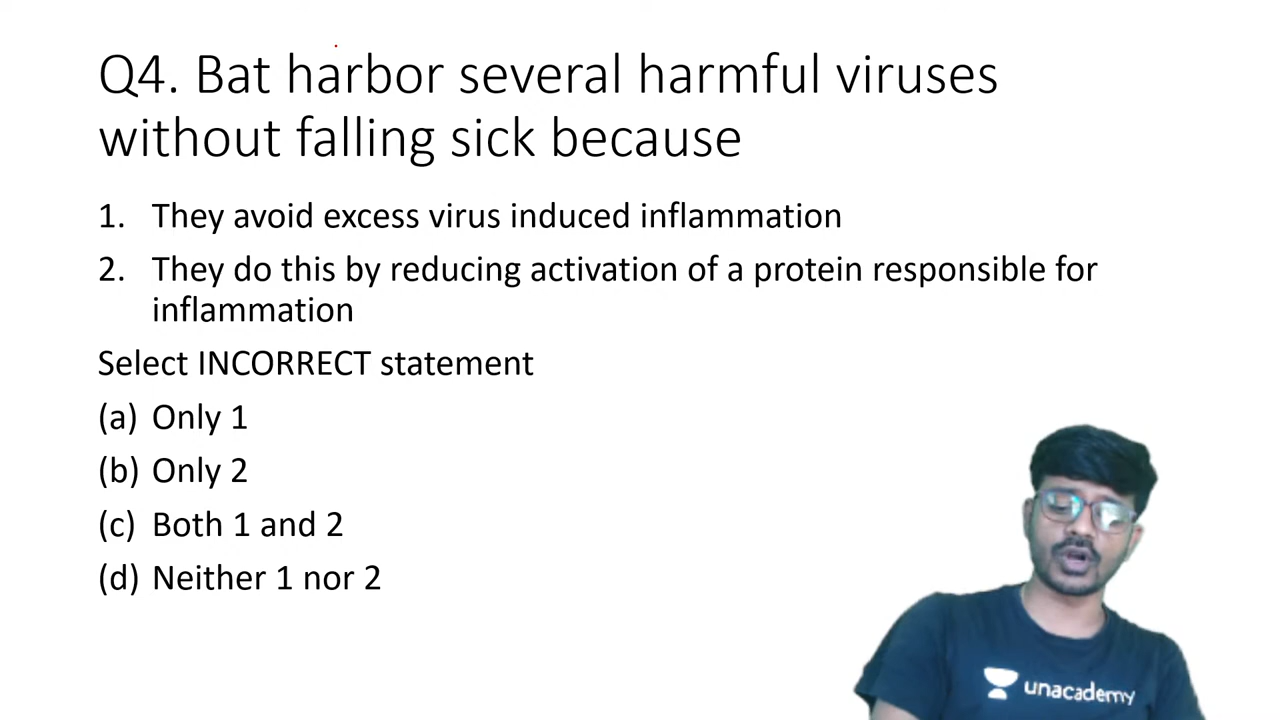 Q4. Bat harbor several harmful viruses
without falling sick because
1. They avoid excess virus induced inflammation
2. They do this by reducing activation of a protein responsible for
inflammation
Select INCORRECT statement
(a) Only 1
(b) Only 2
(c) Both 1 and 2
(d) Neither 1 nor 2
unacademy